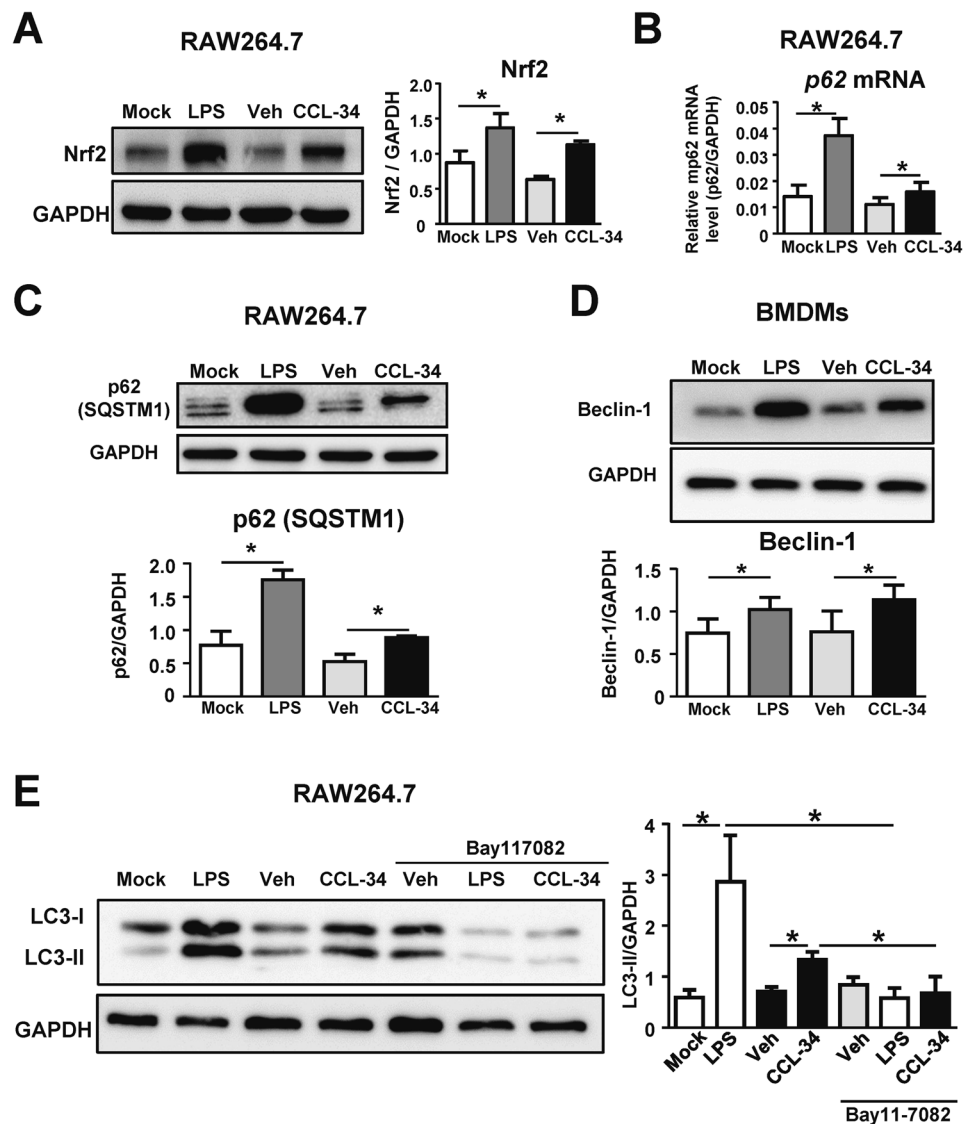 A
RAW264.7
Mock LPS Veh CCL-34
Nrf2
GAPDH
Nrf2
Nrf2 / GAPDH
2.0
1.5
1.0
0.5
0
Mock LPS Veh CCL-34
*
*
B
RAW264.7
p62 mRNA
Relative mp62 mRNA
level (p62/GAPDH)
0.05
0.04
0.03
0.02
0.01
0
Mock LPS Veh CCL-34
*
*
C
RAW264.7
Mock LPS Veh CCL-34
p62
(SQSTM1)
GAPDH
p62 (SQSTM1)
p62/GAPDH
2.0
1.0
0.5
0
Mock LPS Veh CCL-34
*
*
D
BMDMs
Mock LPS Veh CCL-34
Beclin-1
GAPDH
Beclin-1
Beclin-1/GAPDH
1.5
1.0
0.5
0
Mock LPS Veh CCL-34
*
*
E
RAW264.7
Bay117082
Mock LPS Veh CCL-34 Veh LPS CCL-34
LC3-I
LC3-II
GAPDH
LC3-II/GAPDH
4
3
2
1
0
*
*
*
*
Mock LPS Veh CCL-34 Veh LPS CCL-34
Bay11-7082